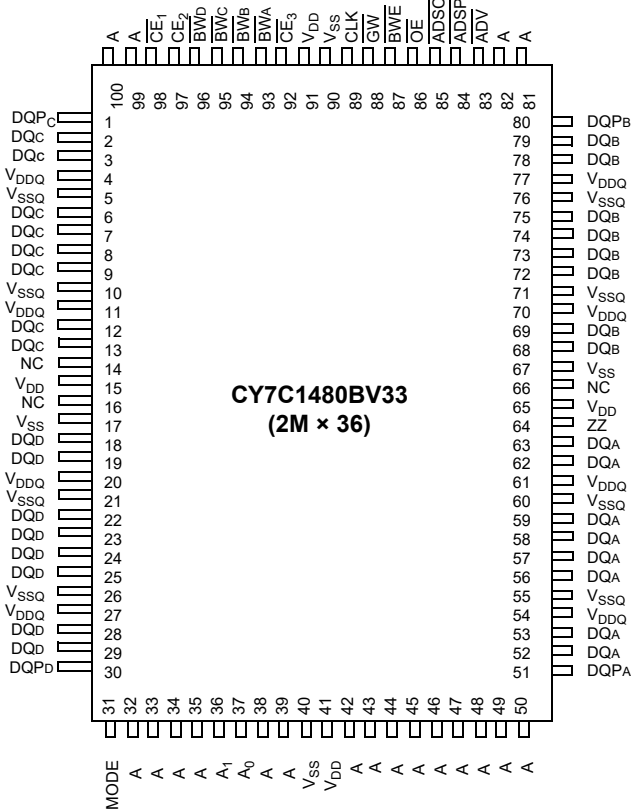 A A CE1 CE2 BWD BWC BWB BWA CE3 VDD VSS CLK GW BWE OE ADSC ADSP ADV A A
100 99 98 97 96 95 94 93 92 91 90 89 88 87 86 85 84 83 82 81
DQPC 1 80 DQPB
DQC 2 79 DQB
DQC 3 78 DQB
VDDQ 4 77 VDDQ
VSSQ 5 76 VSSQ
DQC 6 75 DQB
DQC 7 74 DQB
DQC 8 73 DQB
DQC 9 72 DQB
VSSQ 10 71 VSSQ
VDDQ 11 70 VDDQ
DQC 12 69 DQB
DQC 13 68 DQB
NC 14 67 VSS
VDD 15 66 NC
NC 16 65 VDD
VSS 17 64 ZZ
DQD 18 63 DQA
DQD 19 62 DQA
VDDQ 20 61 VDDQ
VSSQ 21 60 VSSQ
DQD 22 59 DQA
DQD 23 58 DQA
DQD 24 57 DQA
DQD 25 56 DQA
VSSQ 26 55 VSSQ
VDDQ 27 54 VDDQ
DQD 28 53 DQA
DQD 29 52 DQA
DQPD 30 51 DQPA
CY7C1480BV33
(2M × 36)
31 32 33 34 35 36 37 38 39 40 41 42 43 44 45 46 47 48 49 50
MODE A A A A A1 A0 A A VSS VDD A A A A A A A A A